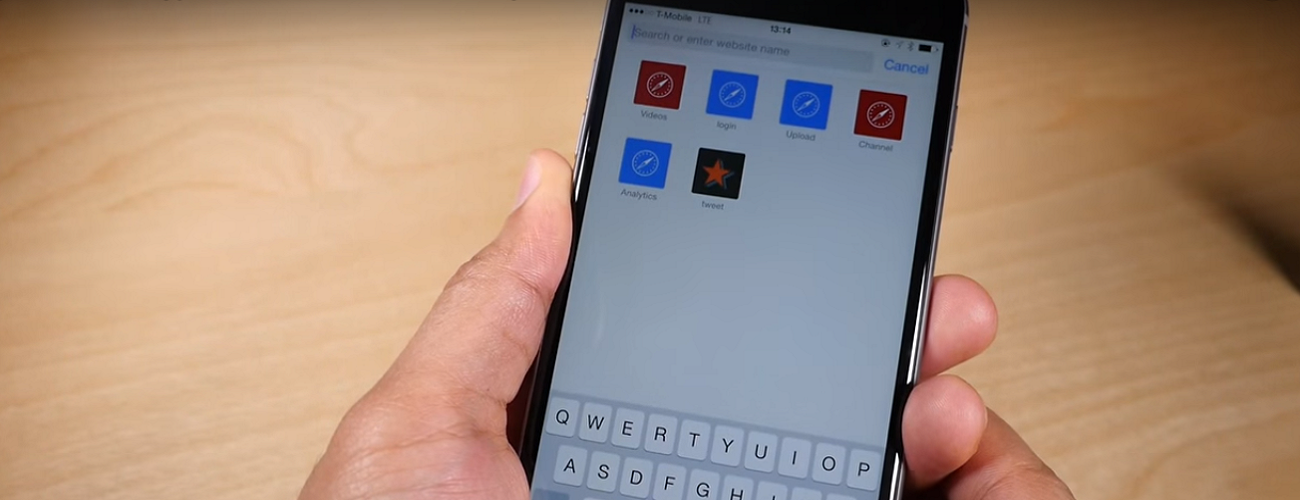 T-Mobile LTE 13:14
Search or enter website name Cancel
Videos login Upload Channel
Analytics tweet
Q W E R T Y U I O P
A S D F G H